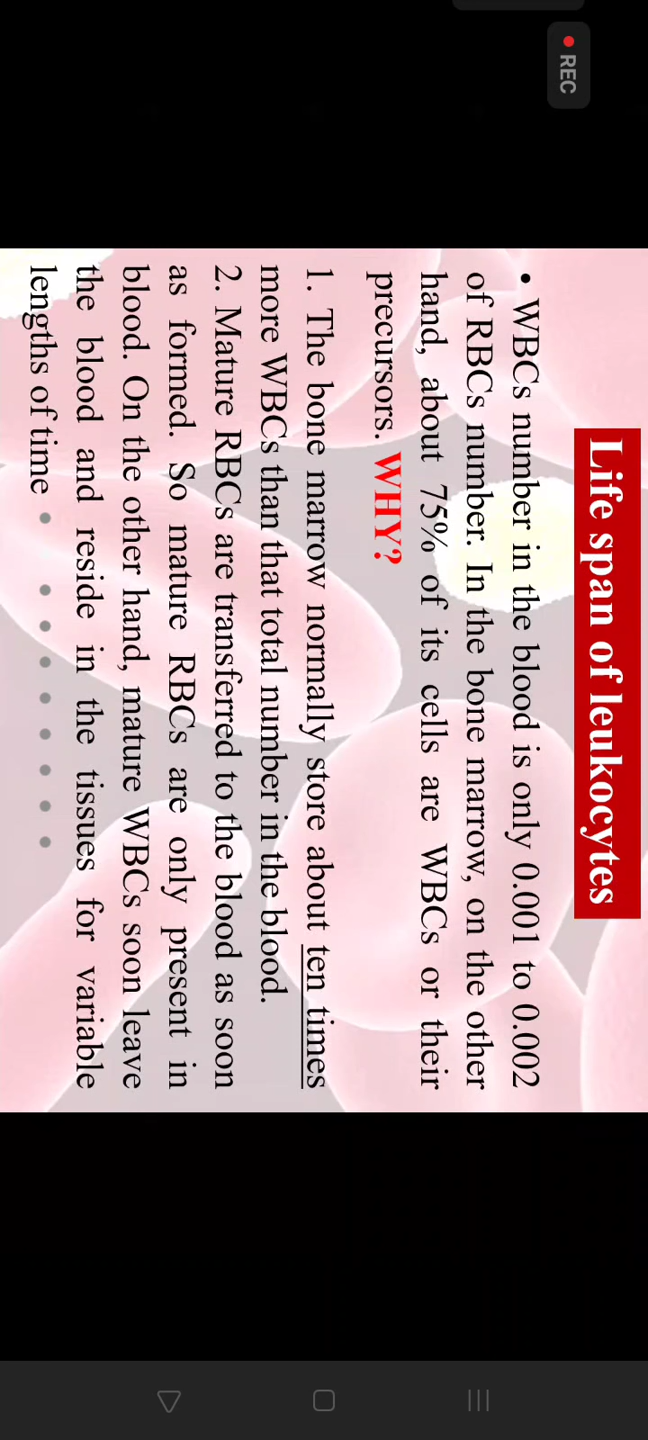 REC
Life span of leukocytes
• WBCs number in the blood is only 0.001 to 0.002
of RBCs number. In the bone marrow, on the other
hand, about 75% of its cells are WBCs or their
precursors. WHY?
1. The bone marrow normally store about ten times
more WBCs than that total number in the blood.
2. Mature RBCs are transferred to the blood as soon
as formed. So mature RBCs are only present in
blood. On the other hand, mature WBCs soon leave
the blood and reside in the tissues for variable
lengths of time